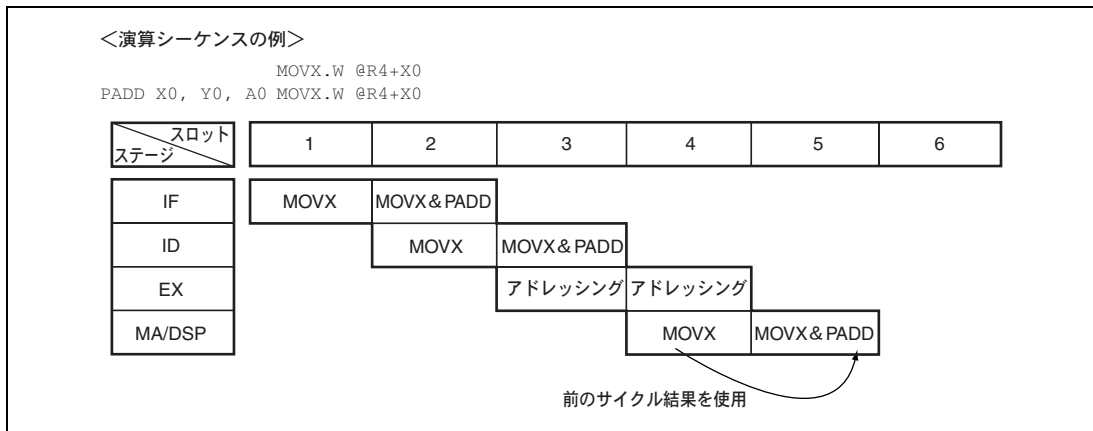 ＜演算シーケンスの例＞
MOVX.W @R4+X0
PADD X0, Y0, A0 MOVX.W @R4+X0
スロット 1 2 3 4 5 6
ステージ
IF MOVX MOVX＆PADD
ID MOVX MOVX＆PADD
EX アドレッシング アドレッシング
MA/DSP MOVX MOVX＆PADD
前のサイクル結果を使用